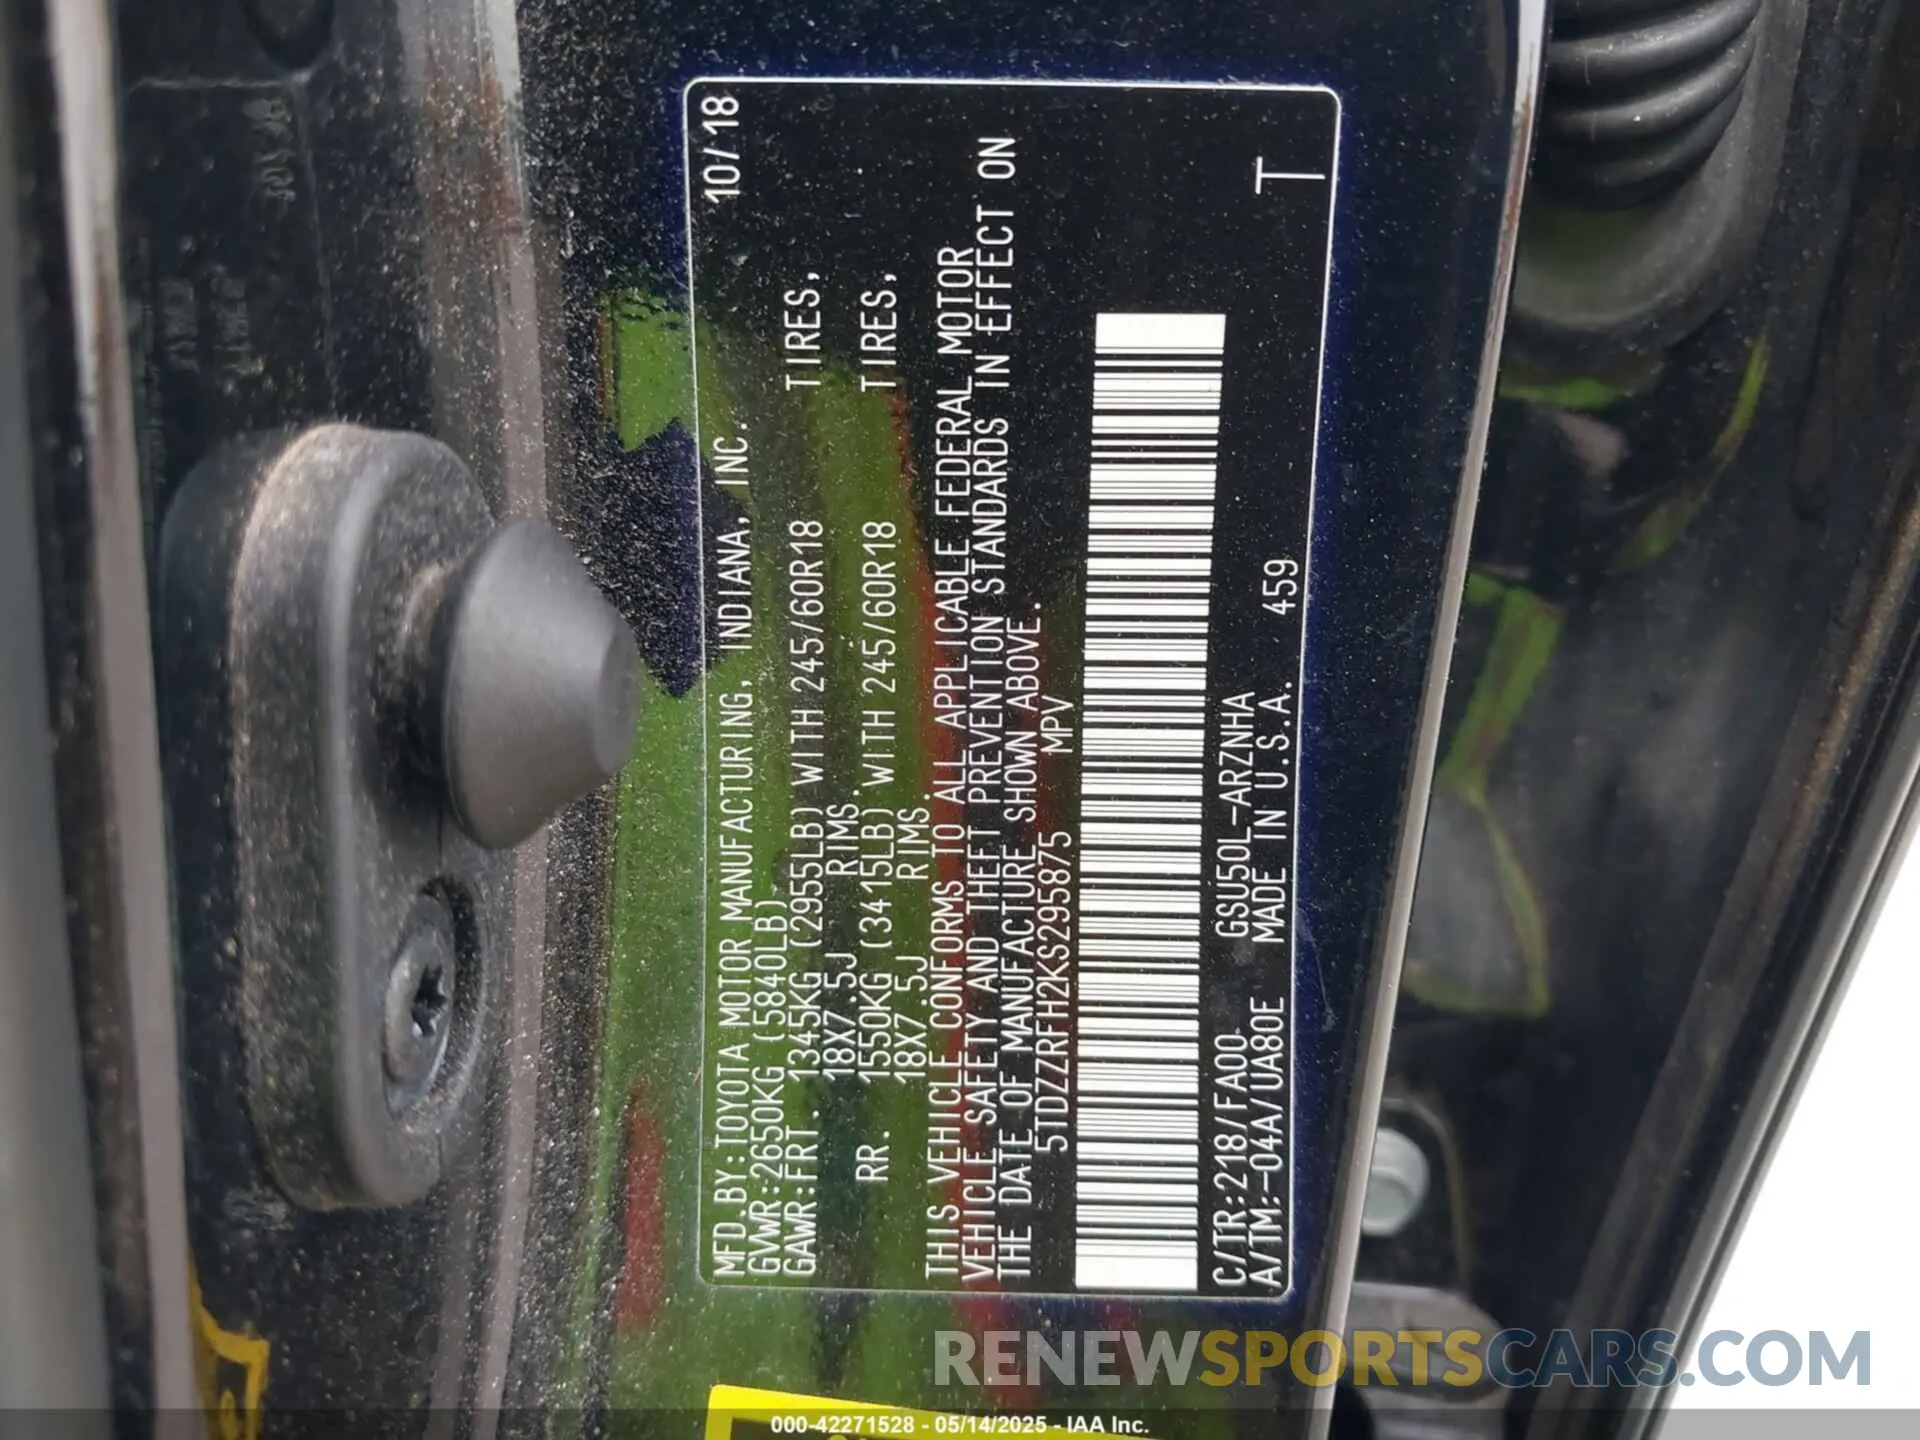 MFD.BY:TOYOTA MOTOR MANUFACTURING, INDIANA, INC. 10/18
GVWR:2650KG (5840LB)
GAWR:FRT. 1345KG (2955LB) WITH 245/60R18 TIRES,
18X7.5J RIMS.
RR. 1550KG (3415LB) WITH 245/60R18 TIRES,
18X7.5J RIMS.
THIS VEHICLE CONFORMS TO ALL APPLICABLE FEDERAL MOTOR
VEHICLE SAFETY AND THEFT PREVENTION STANDARDS IN EFFECT ON
THE DATE OF MANUFACTURE SHOWN ABOVE.
5TDZZRFH2KS295875 MPV
C/TR:218/FA00 GSU50L-ARZNHA
A/TM:-04A/UA80E MADE IN U.S.A. 459 T
RENEWSPORTSCARS.COM
000-42271528 - 05/14/2025 - IAA Inc.